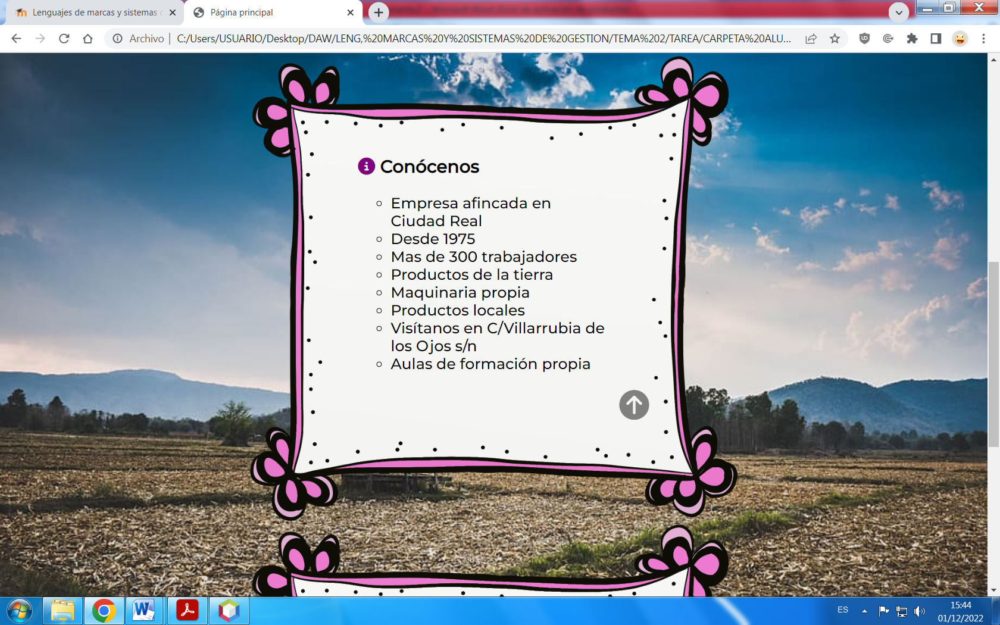 Lenguajes de marcas y sistemas
Página principal
Archivo
C:/Users/USUARIO/Desktop/DAW/LENG,%20MARCAS%20Y%20SISTEMAS%20DE%20GESTION/TEMA%202/TAREA/CARPETA%20ALU...
Conócenos
Empresa afincada en
Ciudad Real
Desde 1975
Mas de 300 trabajadores
Productos de la tierra
Maquinaria propia
Productos locales
Visítanos en C/Villarrubia de
los Ojos s/n
Aulas de formación propia
ES
15:44
01/12/2022